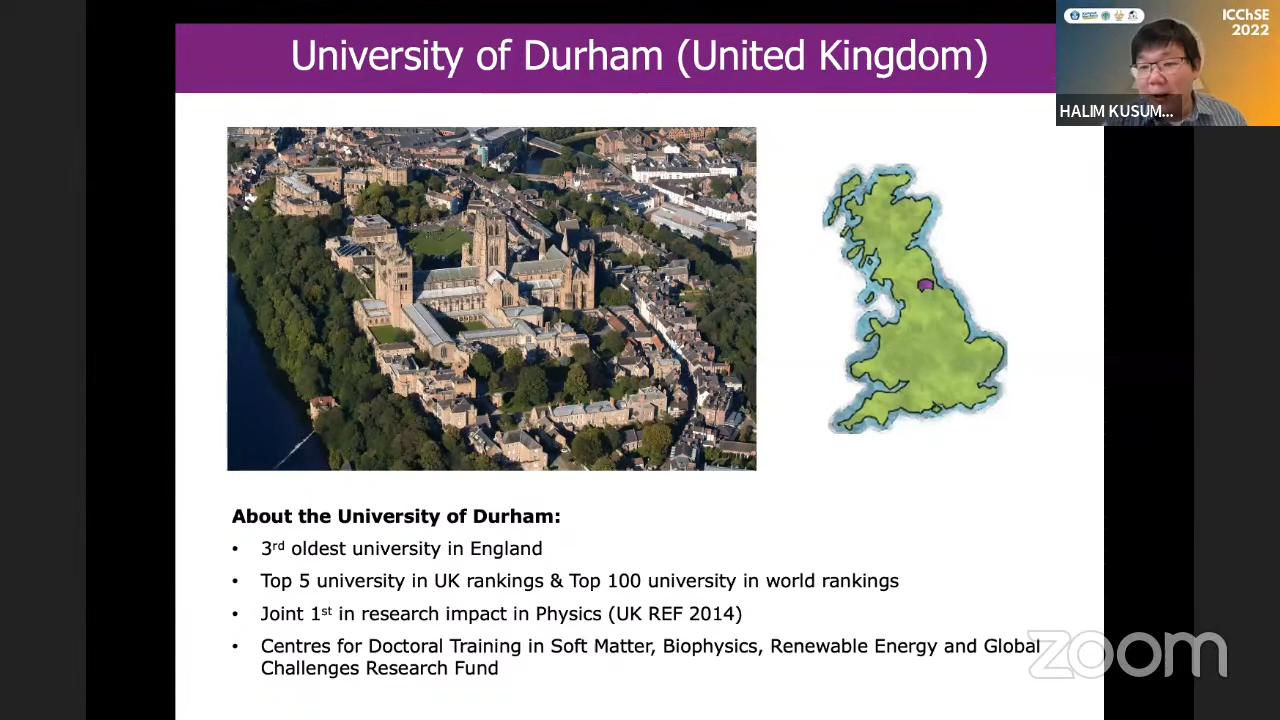 University of Durham (United Kingdom)
ICChSE
2022
HALIM KUSUM...
About the University of Durham:
• 3rd oldest university in England
• Top 5 university in UK rankings & Top 100 university in world rankings
• Joint 1st in research impact in Physics (UK REF 2014)
• Centres for Doctoral Training in Soft Matter, Biophysics, Renewable Energy and Global
Challenges Research Fund
zoom